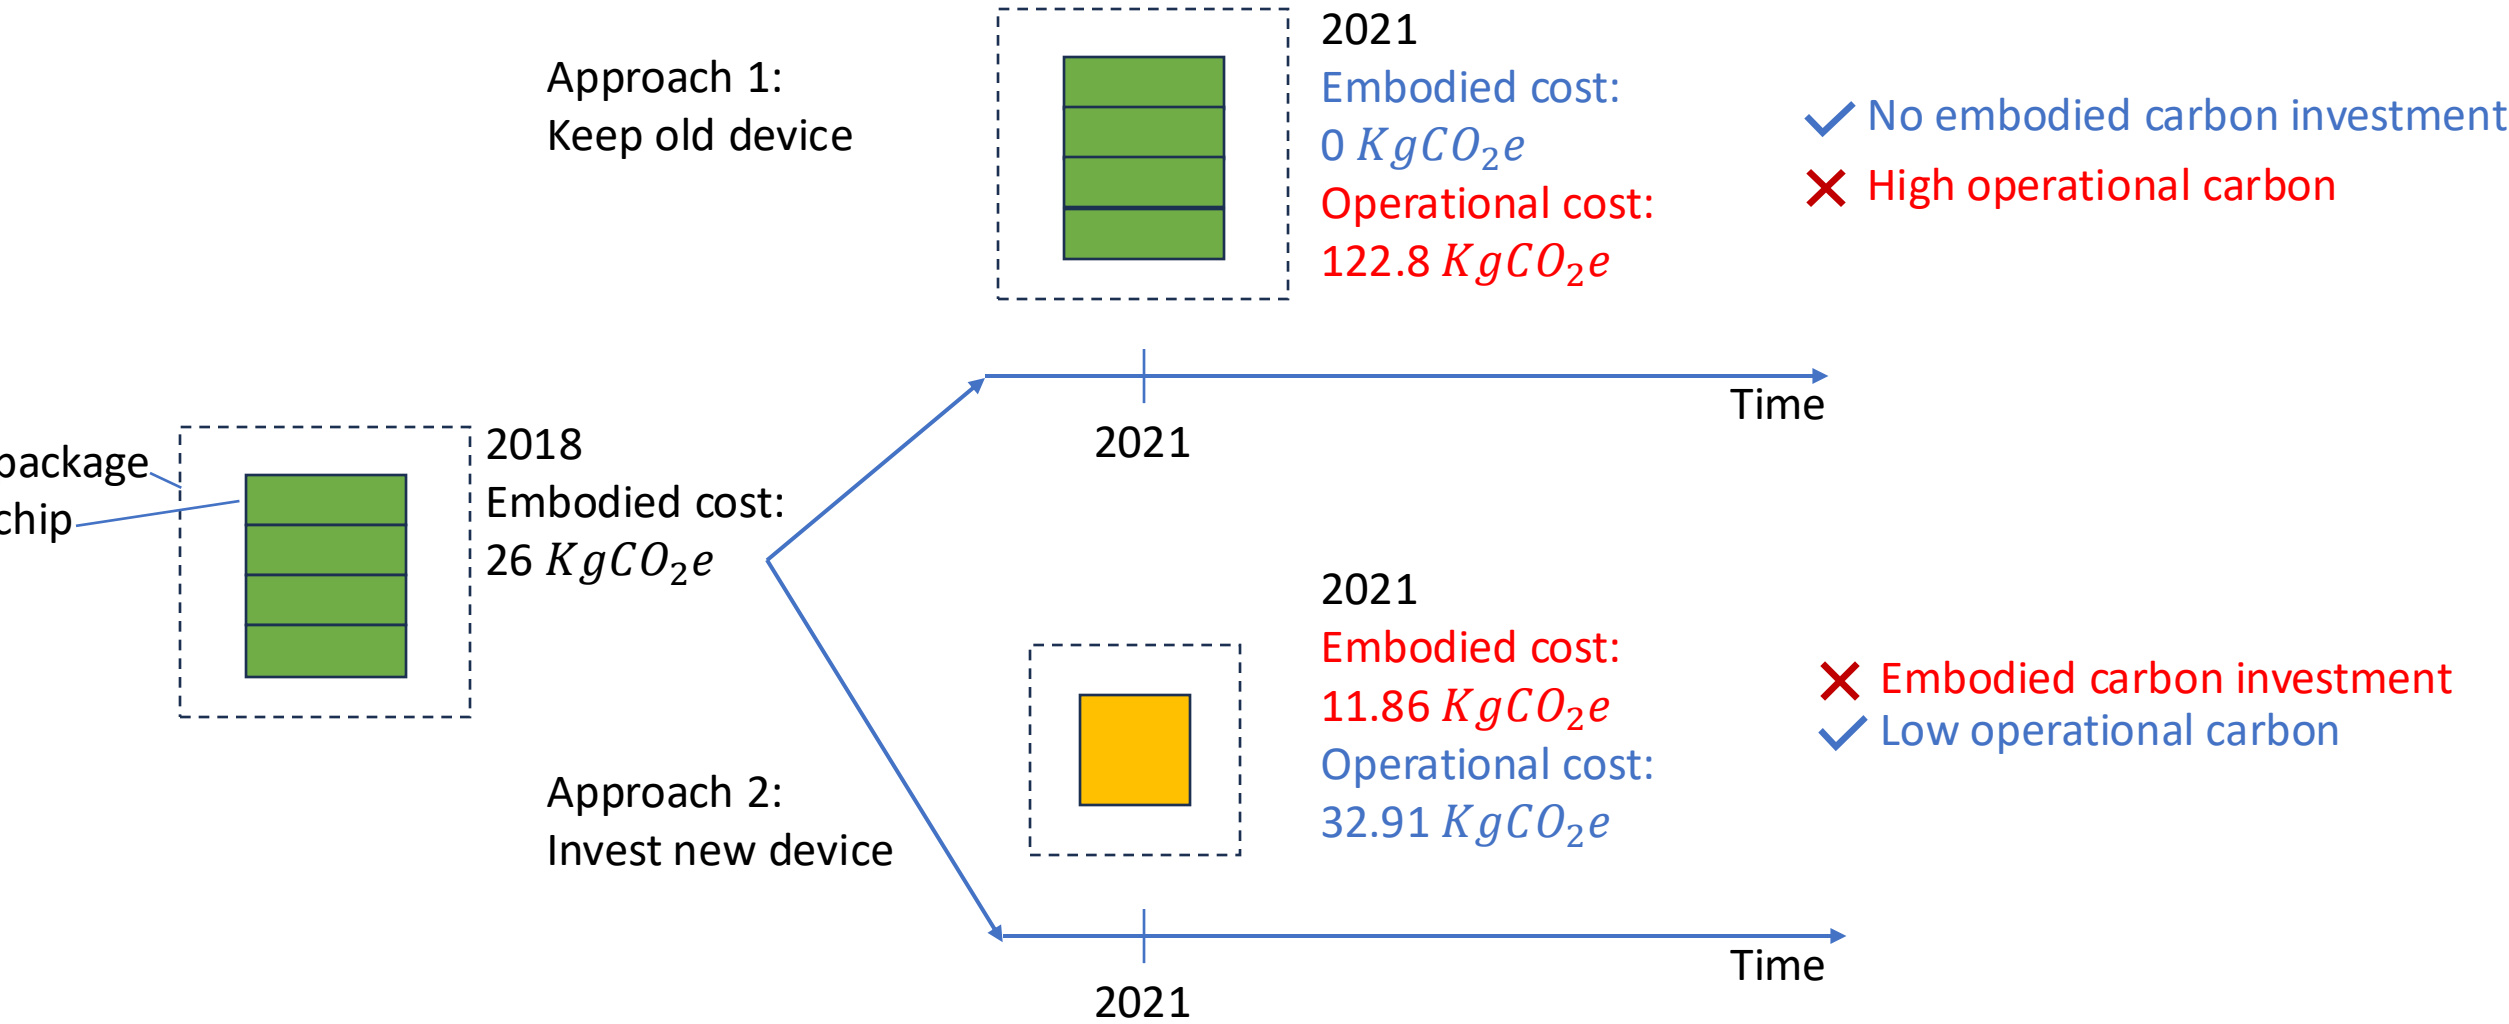 Approach 1:
Keep old device
2021
Embodied cost:
0 KgCO₂e
Operational cost:
122.8 KgCO₂e
No embodied carbon investment
High operational carbon
Time
2021
package
chip
2018
Embodied cost:
26 KgCO₂e
Approach 2:
Invest new device
2021
Embodied cost:
11.86 KgCO₂e
Operational cost:
32.91 KgCO₂e
Embodied carbon investment
Low operational carbon
Time
2021